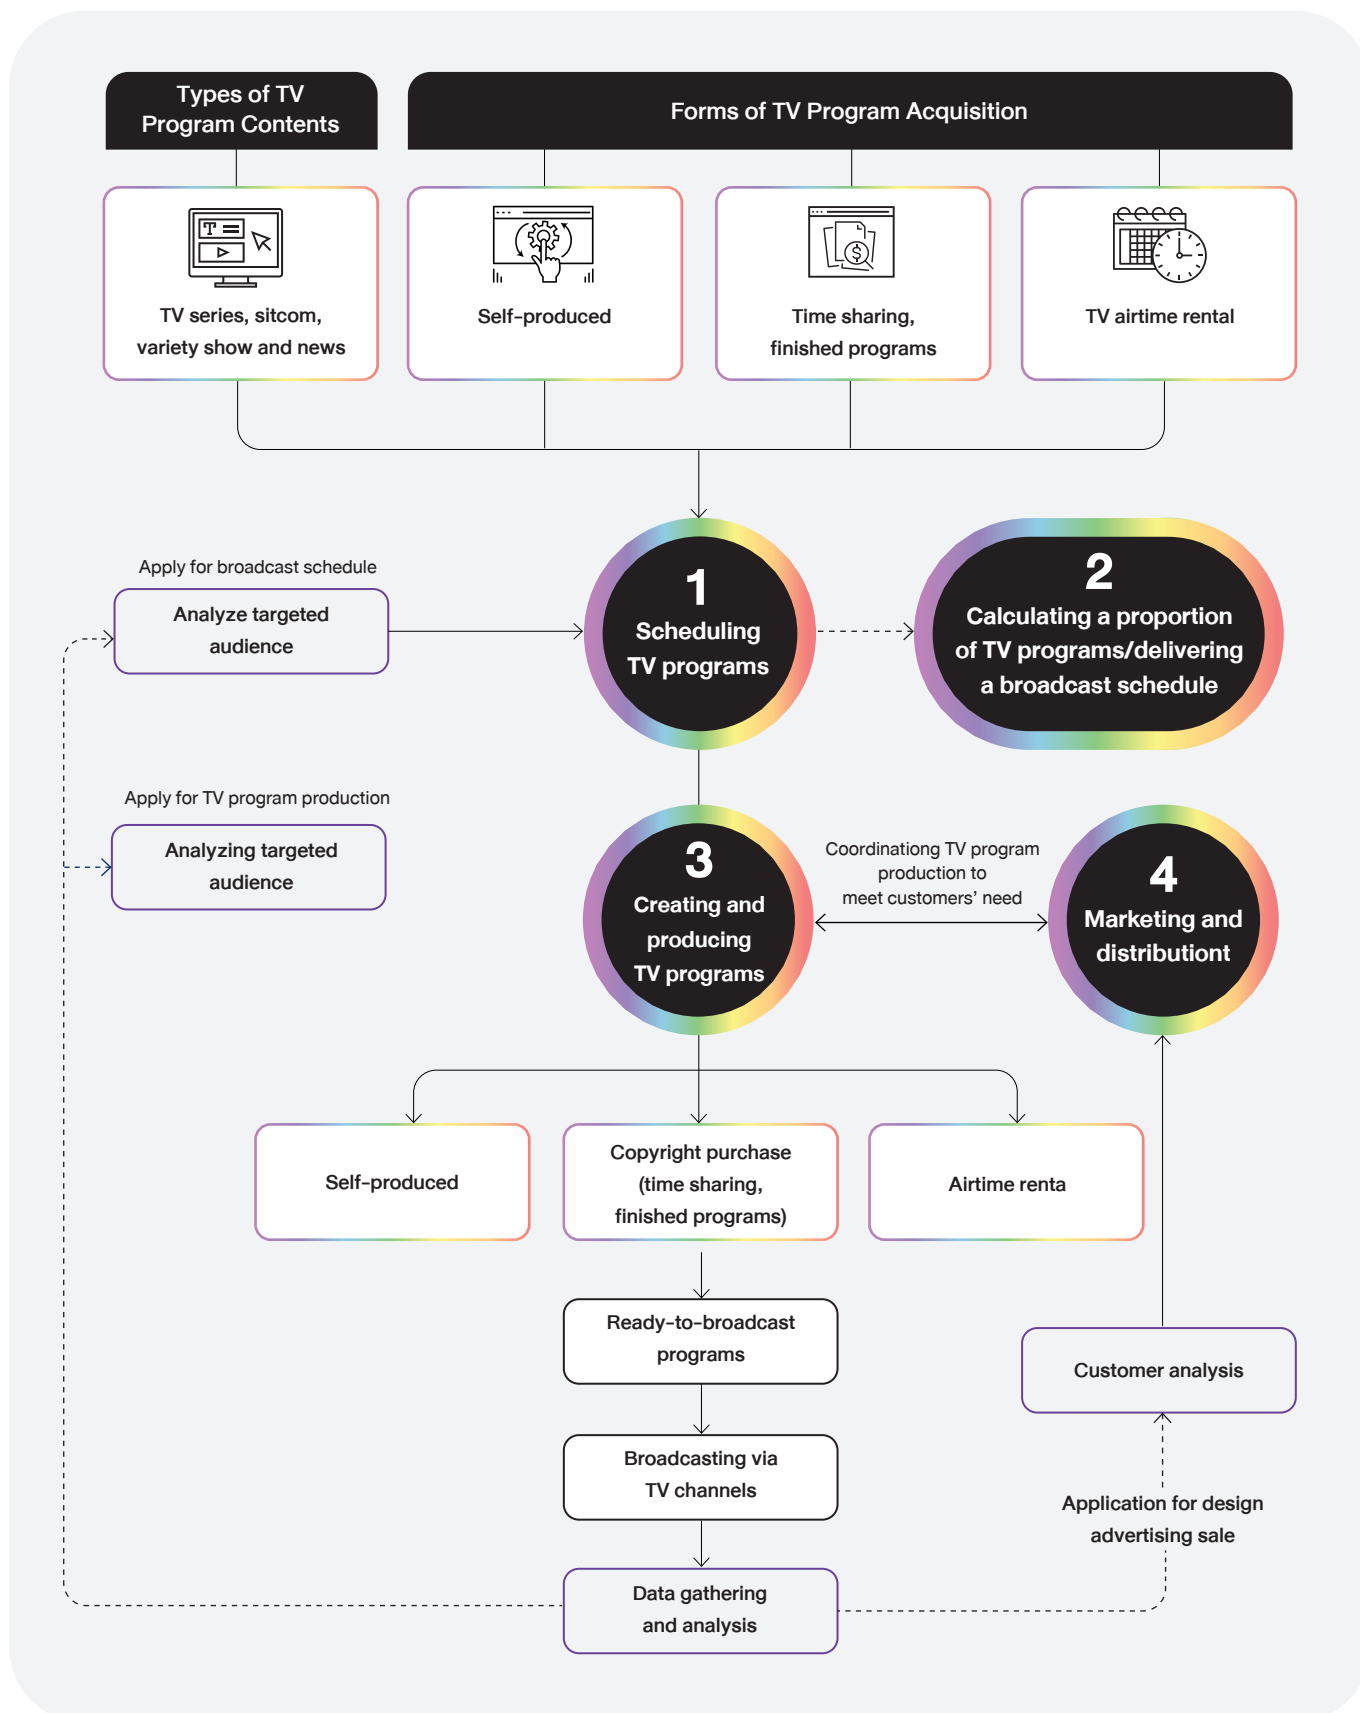 Types of TV
Program Contents
Forms of TV Program Acquisition
T
$
TV series, sitcom,
variety show and news
Self-produced
Time sharing,
finished programs
TV airtime rental
Apply for broadcast schedule
Analyze targeted
audience
1
Scheduling
TV programs
2
Calculating a proportion
of TV programs/delivering
a broadcast schedule
Apply for TV program production
Analyzing targeted
audience
3
Creating and
producing
TV programs
Coordinationg TV program
production to
meet customers' need
4
Marketing and
distributiont
Self-produced
Copyright purchase
(time sharing,
finished programs)
Airtime renta
Ready-to-broadcast
programs
Customer analysis
Broadcasting via
TV channels
Application for design
advertising sale
Data gathering
and analysis